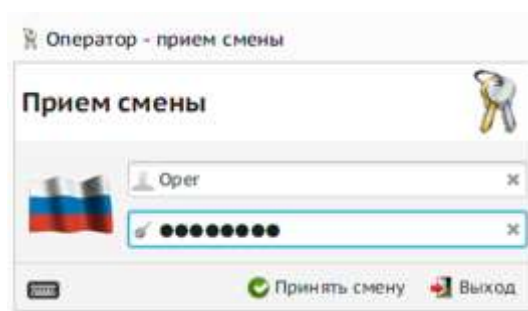 Оператор - прием смены
Прием смены
Oper
●●●●●●●●
Принять смену Выход